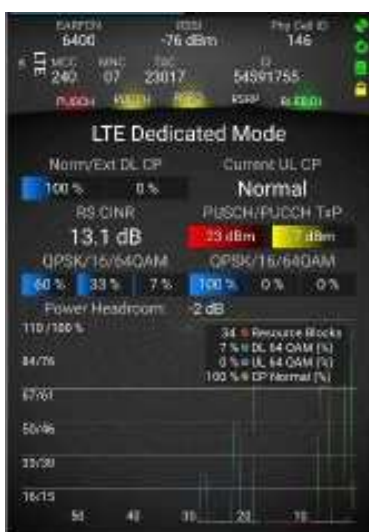 EARFCN RSSI Phy Cell ID
6400 -76 dBm 146
LTE MCC MNC TAC CI
240 07 23017 54591755
PUSCH PUCCH RSRP
LTE Dedicated Mode
Norm/Ext DL CP Current UL CP
100 % 0 % Normal
RS CINR PUSCH/PUCCH TxP
13.1 dB 23 dBm 7 dBm
QPSK/16/64QAM QPSK/16/64QAM
60 % 33 % 7 % 100 % 0 % 0 %
Power Headroom: -2 dB
110/100 %
34 Resource Blocks
7 % DL 64 QAM (%)
0 % UL 64 QAM (%)
100 % CP Normal (%)
84/76
67/61
50/46
33/30
16/15
50 40 30 20 10